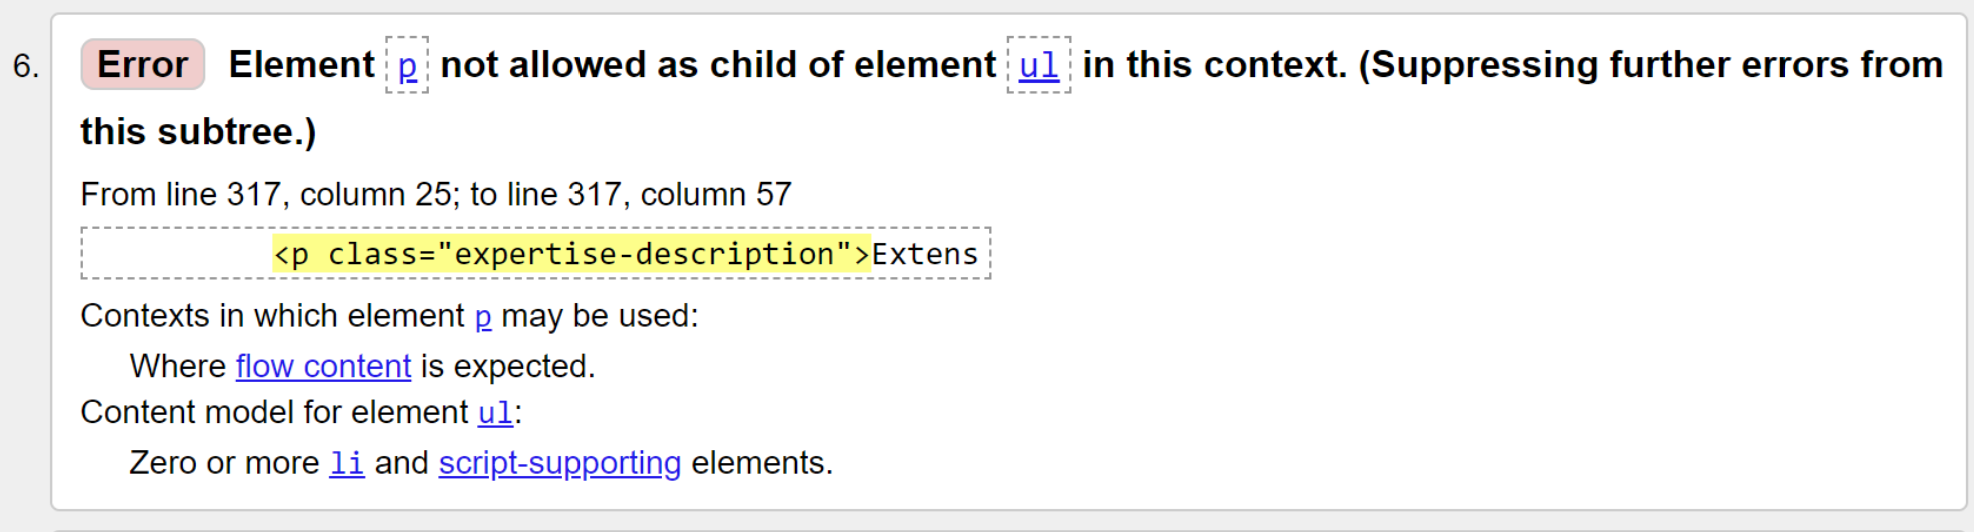 6. Error Element p not allowed as child of element ul in this context. (Suppressing further errors from
this subtree.)
From line 317, column 25; to line 317, column 57
<p class="expertise-description">Extens
Contexts in which element p may be used:
Where flow content is expected.
Content model for element ul:
Zero or more li and script-supporting elements.